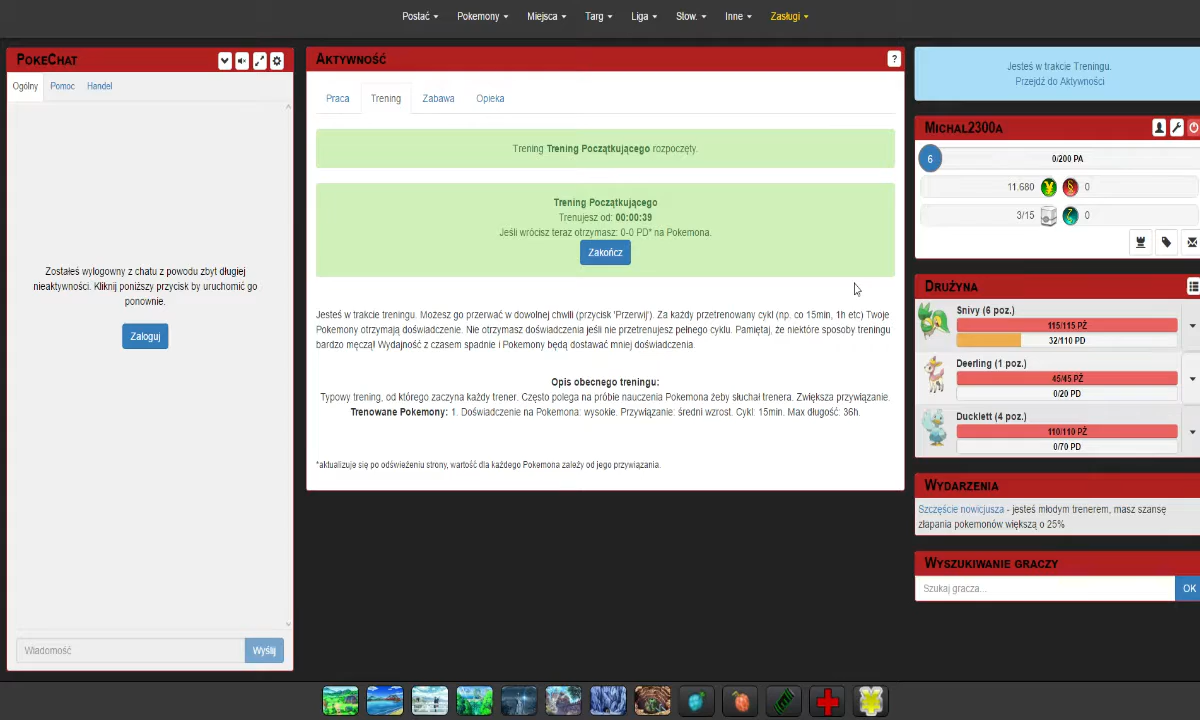 Postać
Pokemony
Miejsca
Targ
Liga
Stow.
Inne
Zasługi
PokeChat
Ogólny
Pomoc
Handel
Zostałeś wylogowny z chatu z powodu zbyt długiej
nieaktywności. Kliknij poniższy przycisk by uruchomić go
ponownie.
Zaloguj
Wiadomość
Wyślij
Aktywność
?
Praca
Trening
Zabawa
Opieka
Trening Trening Początkującego rozpoczęty.
Trening Początkującego
Trenujesz od: 00:00:39
Jeśli wrócisz teraz otrzymasz: 0-0 PD* na Pokemona.
Zakończ
Jesteś w trakcie treningu. Możesz go przerwać w dowolnej chwili (przycisk 'Przerwij'). Za każdy przetrenowany cykl (np. co 15min, 1h etc) Twoje
Pokemony otrzymają doświadczenie. Nie otrzymasz doświadczenia jeśli nie przetrenujesz pełnego cyklu. Pamiętaj, że niektóre sposoby treningu
bardzo męczą! Wydajność z czasem spadnie i Pokemony będą dostawać mniej doświadczenia.
Opis obecnego treningu:
Typowy trening, od którego zaczyna każdy trener. Często polega na próbie nauczenia Pokemona żeby słuchał trenera. Zwiększa przywiązanie.
Trenowane Pokemony: 1. Doświadczenie na Pokemona: wysokie. Przywiązanie: średni wzrost. Cykl: 15min. Max długość: 36h.
*aktualizuje się po odświeżeniu strony, wartość dla każdego Pokemona zależy od jego przywiązania.
Jesteś w trakcie Treningu.
Przejdź do Aktywności
Michal2300a
6
0/200 PA
11.680
0
3/15
0
Drużyna
Snivy (6 poz.)
115/115 PŻ
32/110 PD
Deerling (1 poz.)
45/45 PŻ
0/20 PD
Ducklett (4 poz.)
110/110 PŻ
0/70 PD
Wydarzenia
Szczęście nowicjusza - jesteś młodym trenerem, masz szansę
złapania pokemonów większą o 25%
Wyszukiwanie graczy
Szukaj gracza...
OK